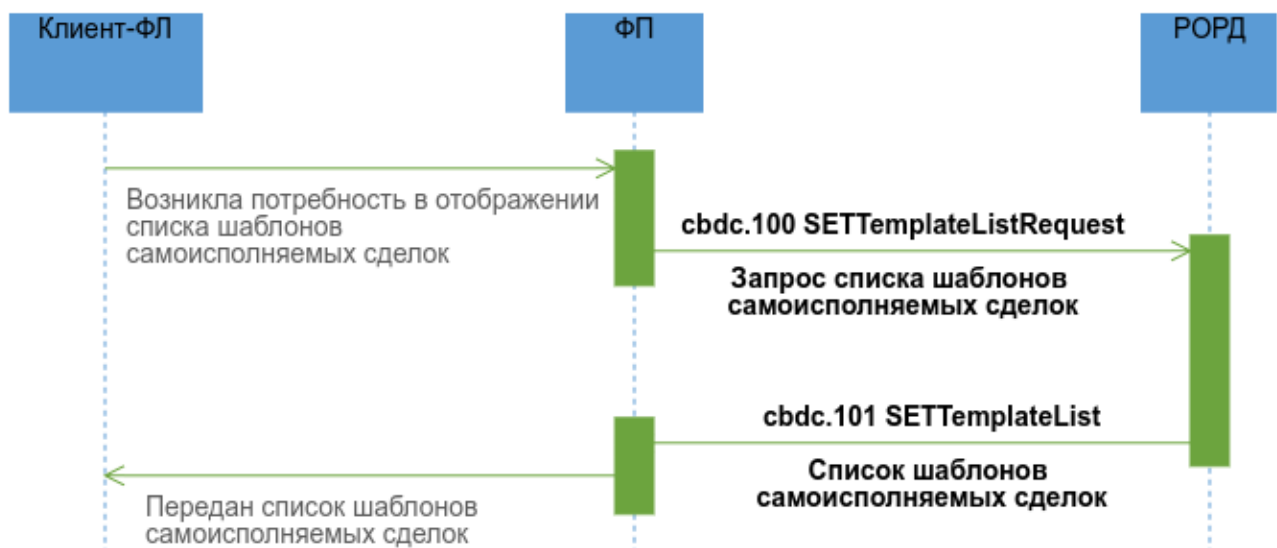 Клиент-ФЛ
ФП
РОРД
Возникла потребность в отображении
списка шаблонов
самоисполняемых сделок
cbdc.100 SETTemplateListRequest
Запрос списка шаблонов
самоисполняемых сделок
cbdc.101 SETTemplateList
Список шаблонов
самоисполняемых сделок
Передан список шаблонов
самоисполняемых сделок